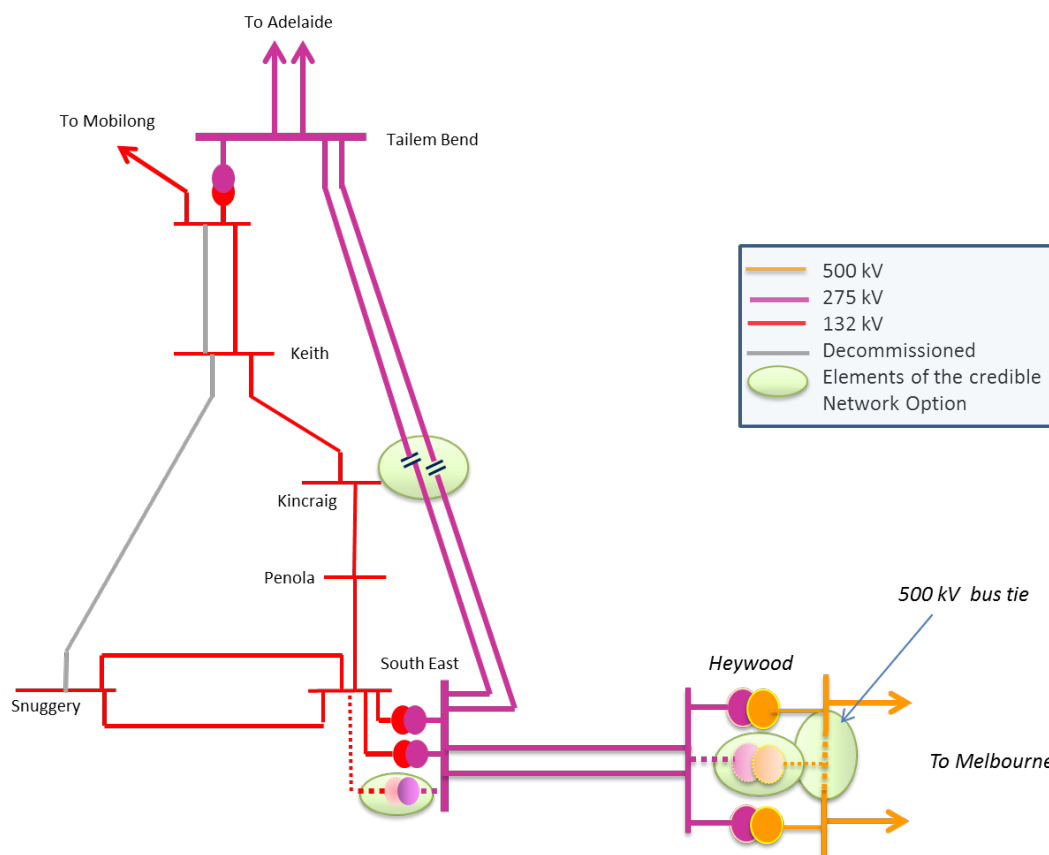 To Adelaide
To Mobilong
Tailem Bend
500 kV
275 kV
132 kV
Decommissioned
Elements of the credible
Network Option
Keith
Kincraig
Penola
500 kV bus tie
South East
Heywood
Snuggery
To Melbourne